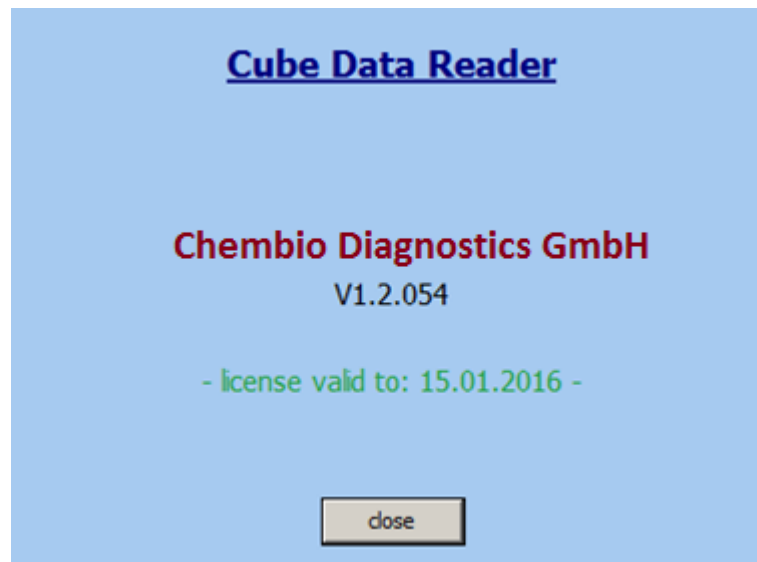 Cube Data Reader
Chembio Diagnostics GmbH
V1.2.054
- license valid to: 15.01.2016 -
close